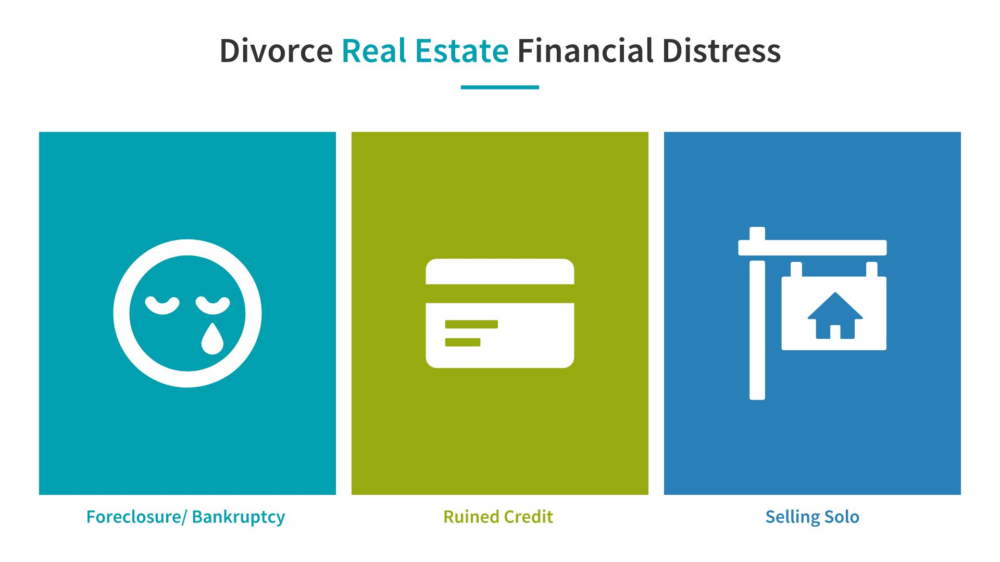 Divorce Real Estate Financial Distress
Foreclosure/ Bankruptcy
Ruined Credit
Selling Solo